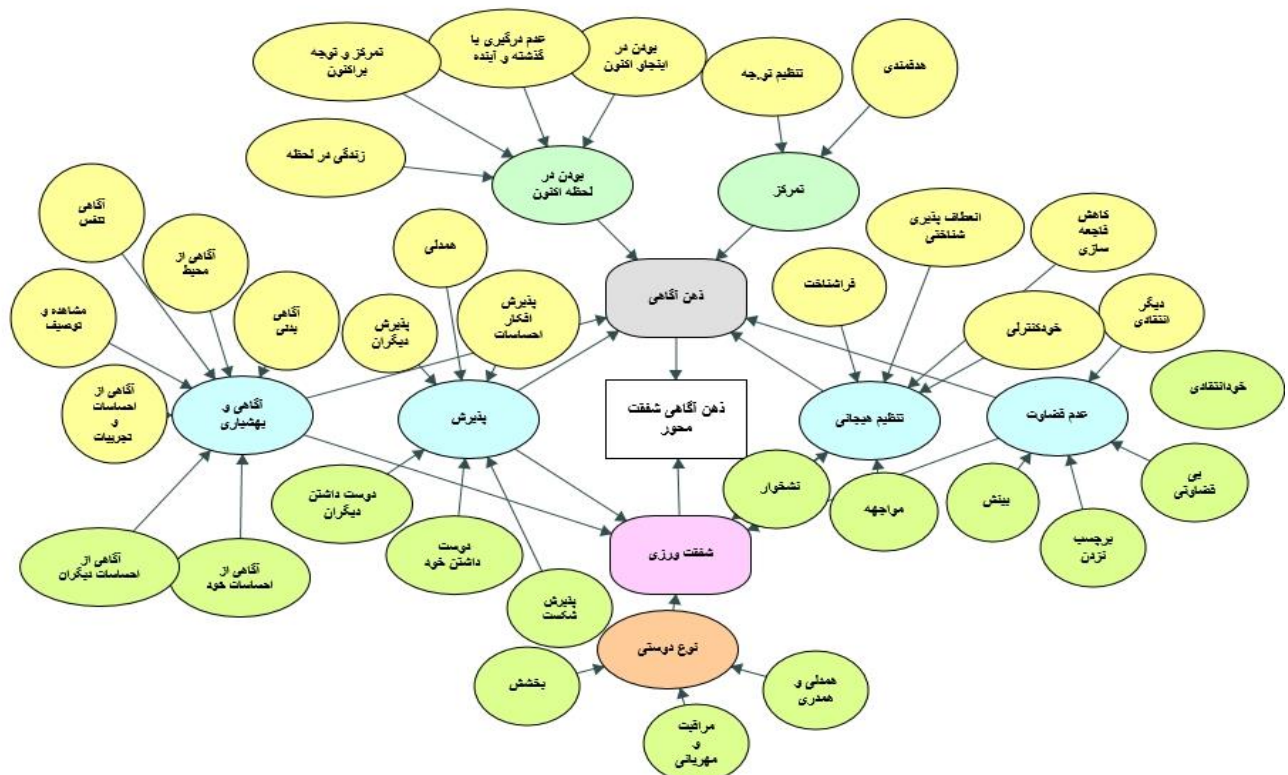 تمرکز و توجه
براکنون
عدم درگیری با
گذشته و آینده
بودن در
اینجاو اکنون
تنظیم توجه
هدفمندی
زندگی در لحظه
بودن در
لحظه اکنون
تمرکز
آگاهی
تنفس
آگاهی از
محیط
همدلی
انعطاف پذیری
شناختی
کاهش
فاجعه
سازی
مشاهده و
توصیف
آگاهی
بدنی
پذیرش
دیگران
پذیرش
افکار
احساسات
ذهن آگاهی
فراشناخت
خودکنترلی
دیگر
انتقادی
آگاهی از
احساسات
و
تجربیات
آگاهی و
بهشیاری
پذیرش
ذهن آگاهی شفقت
محور
تنظیم هیجانی
عدم قضاوت
خودانتقادی
دوست داشتن
دیگران
دوست
داشتن خود
نشخوار
مواجهه
بینش
بی
قضاوتی
برچسب
نزدن
آگاهی از
احساسات دیگران
آگاهی از
احساسات خود
پذیرش
شکست
شفقت ورزی
نوع دوستی
بخشش
مراقبت
و
مهربانی
همدلی و
همدری